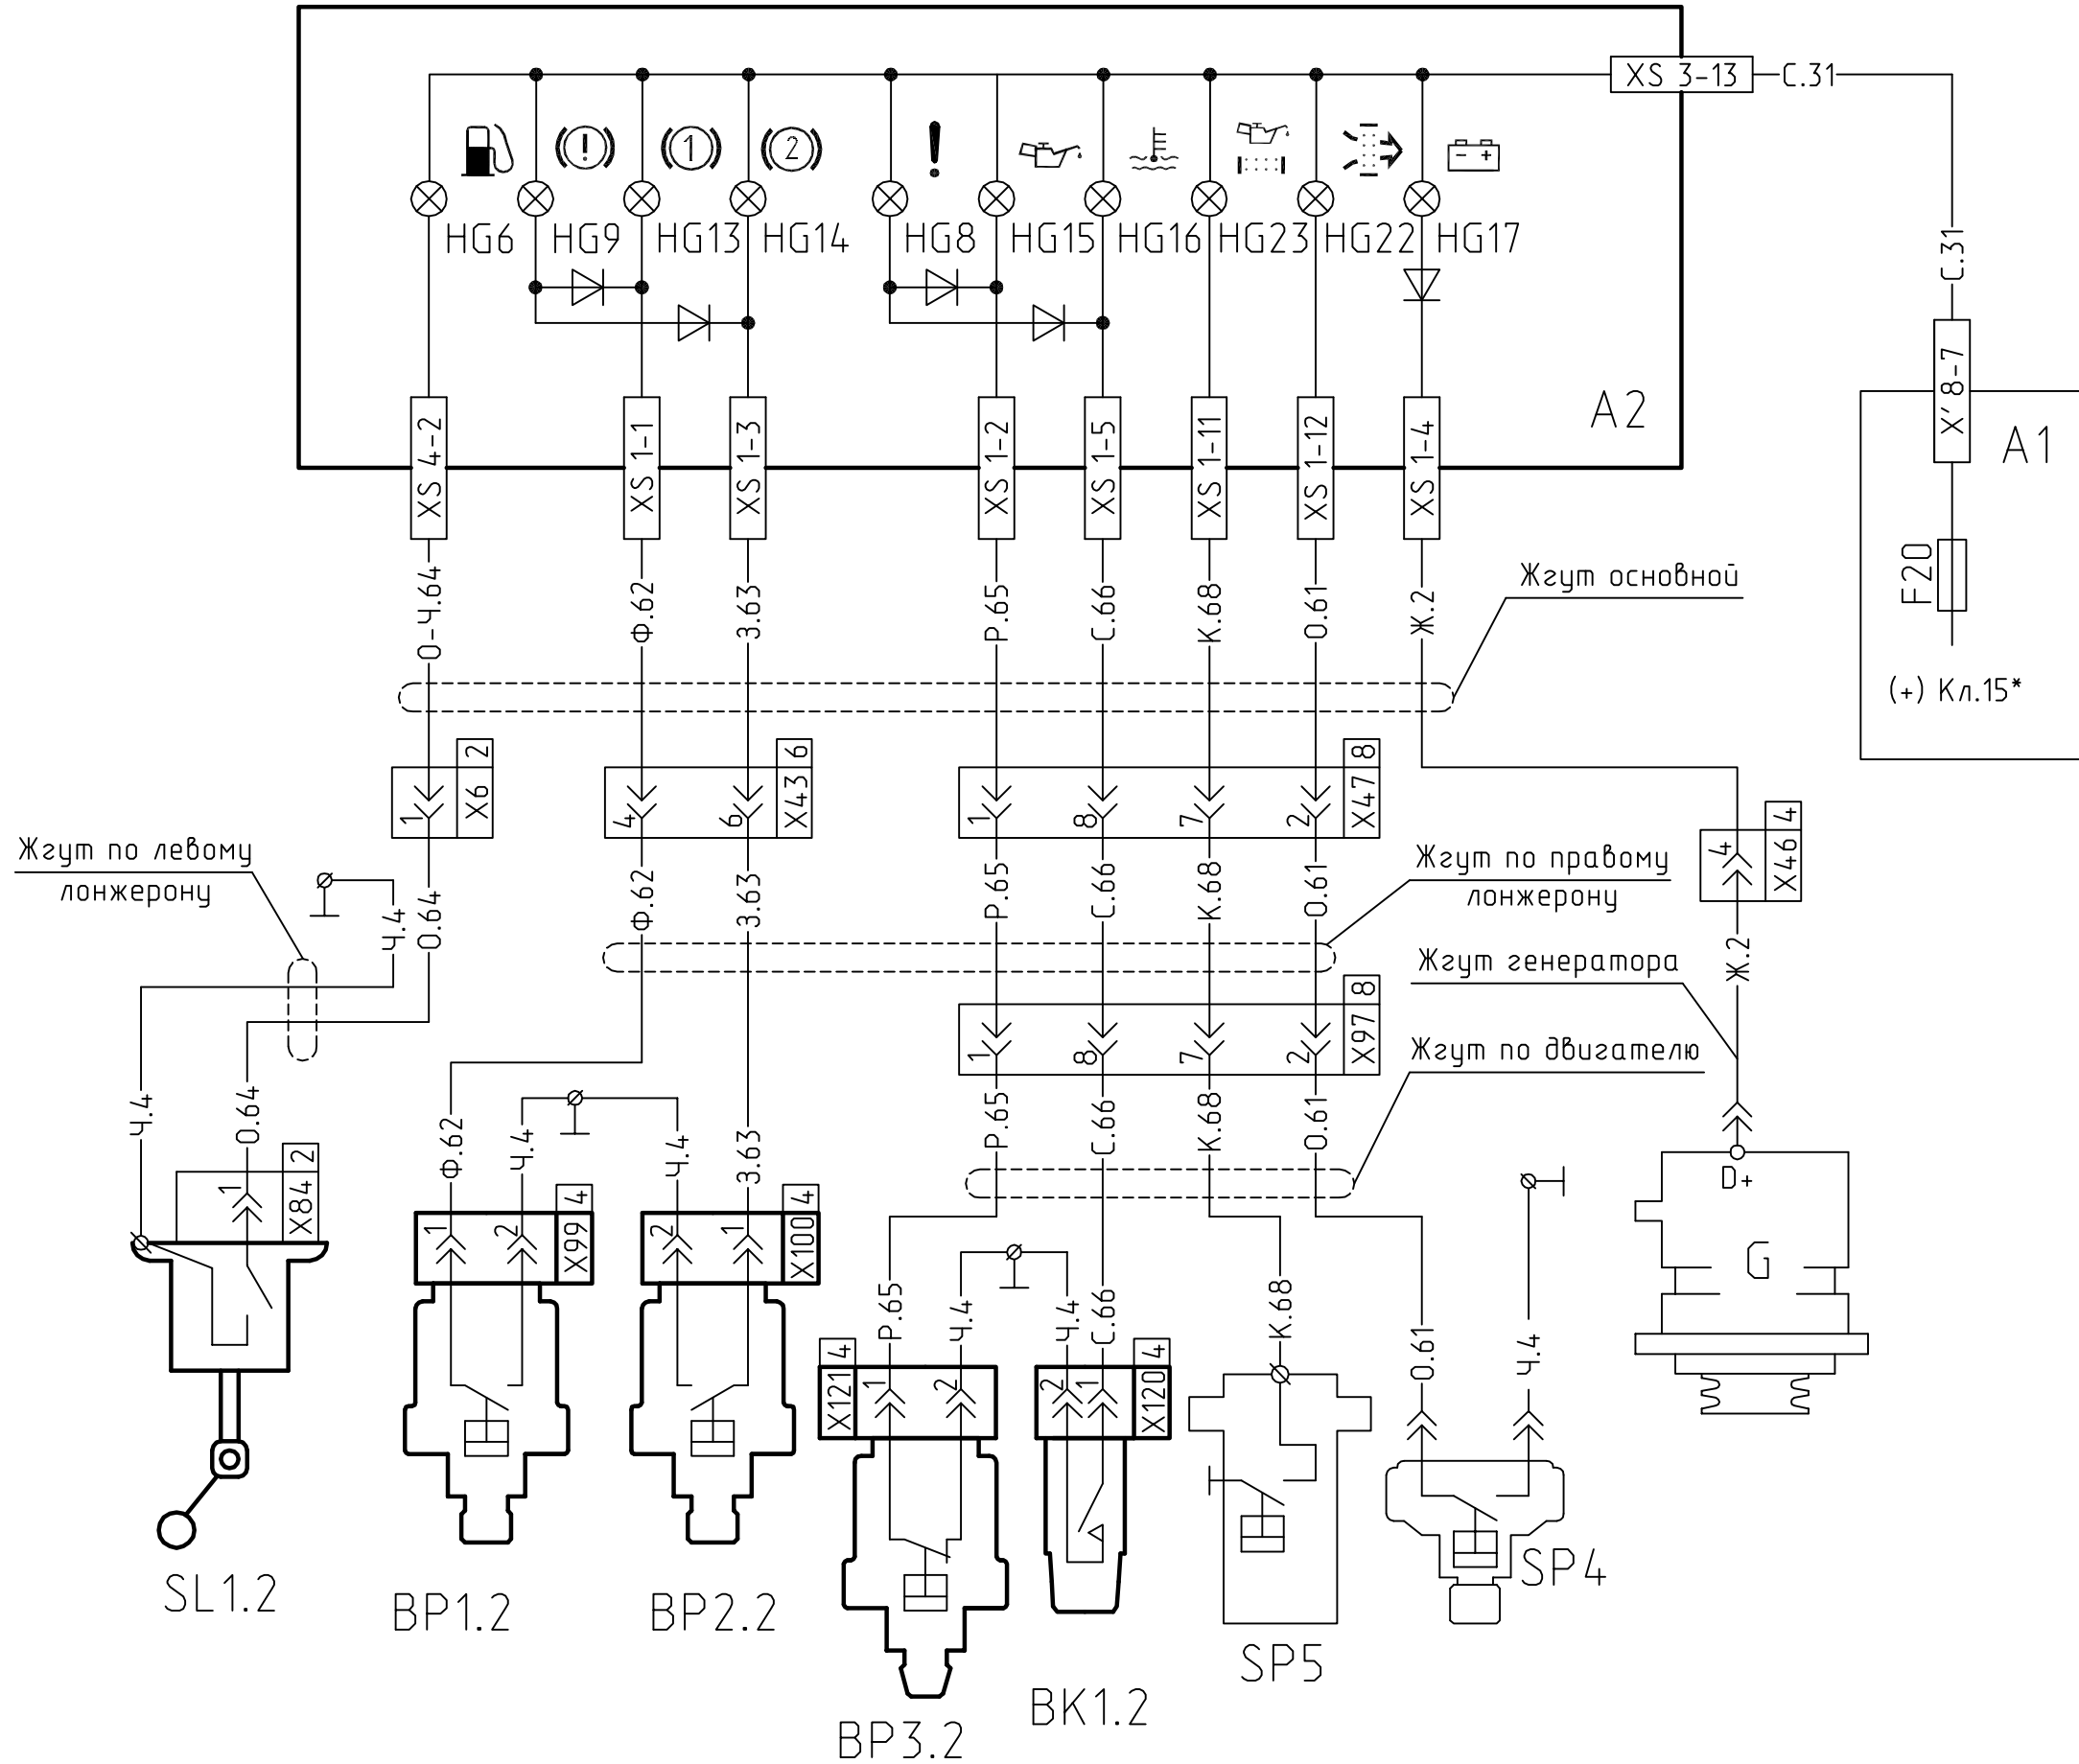 XS 3-13
С.31
1
2
HG6
HG9
HG13
HG14
HG8
HG15
HG16
HG23
HG22
HG17
С.31
А2
XS 4-2
XS 1-1
XS 1-3
XS 1-2
XS 1-5
XS 1-11
XS 1-12
XS 1-4
X' 8-7
А1
F20
(+) Кл.15*
О-Ч.64
Ф.62
З.63
Р.65
С.66
К.68
О.61
Ж.2
Жгут основной
1
X6
2
4
6
X43
6
1
8
7
2
X47
8
4
X46
4
Жгут по левому
лонжерону
Ч.4
О.64
Ф.62
З.63
Р.65
С.66
К.68
О.61
Жгут по правому
лонжерону
Ж.2
Жгут генератора
1
8
7
2
X97
8
Жгут по двигателю
Ч.4
О.64
Ф.62
Ч.4
Ч.4
З.63
Р.65
С.66
К.68
О.61
1
X84
2
1
2
X99
4
2
1
X100
4
D+
G
Р.65
Ч.4
Ч.4
С.66
К.68
О.61
Ч.4
X121
4
1
2
2
1
X120
4
SL1.2
BP1.2
BP2.2
BP3.2
BK1.2
SP5
SP4